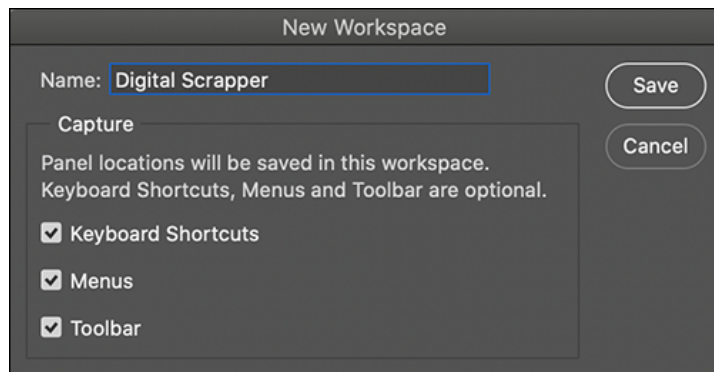 New Workspace
Name: Digital Scrapper
Save
Capture
Cancel
Panel locations will be saved in this workspace.
Keyboard Shortcuts, Menus and Toolbar are optional.
Keyboard Shortcuts
Menus
Toolbar